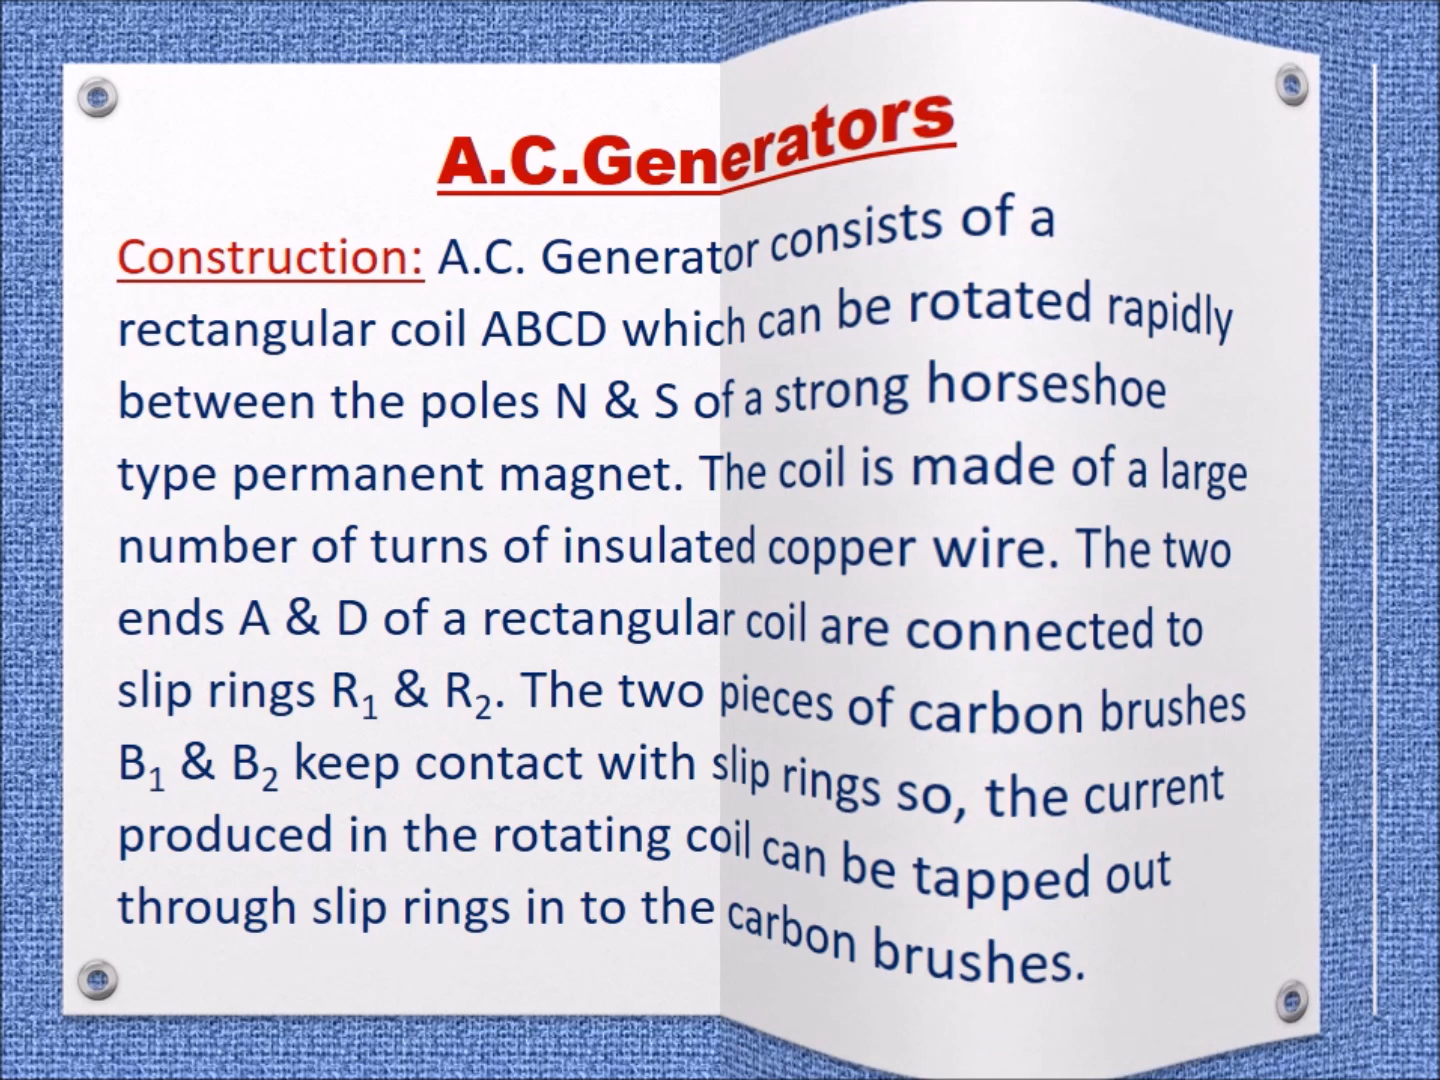 A.C.Generators
Construction: A.C. Generator consists of a
rectangular coil ABCD which can be rotated rapidly
between the poles N & S of a strong horseshoe
type permanent magnet. The coil is made of a large
number of turns of insulated copper wire. The two
ends A & D of a rectangular coil are connected to
slip rings R₁ & R₂. The two pieces of carbon brushes
B₁ & B₂ keep contact with slip rings so, the current
produced in the rotating coil can be tapped out
through slip rings in to the carbon brushes.